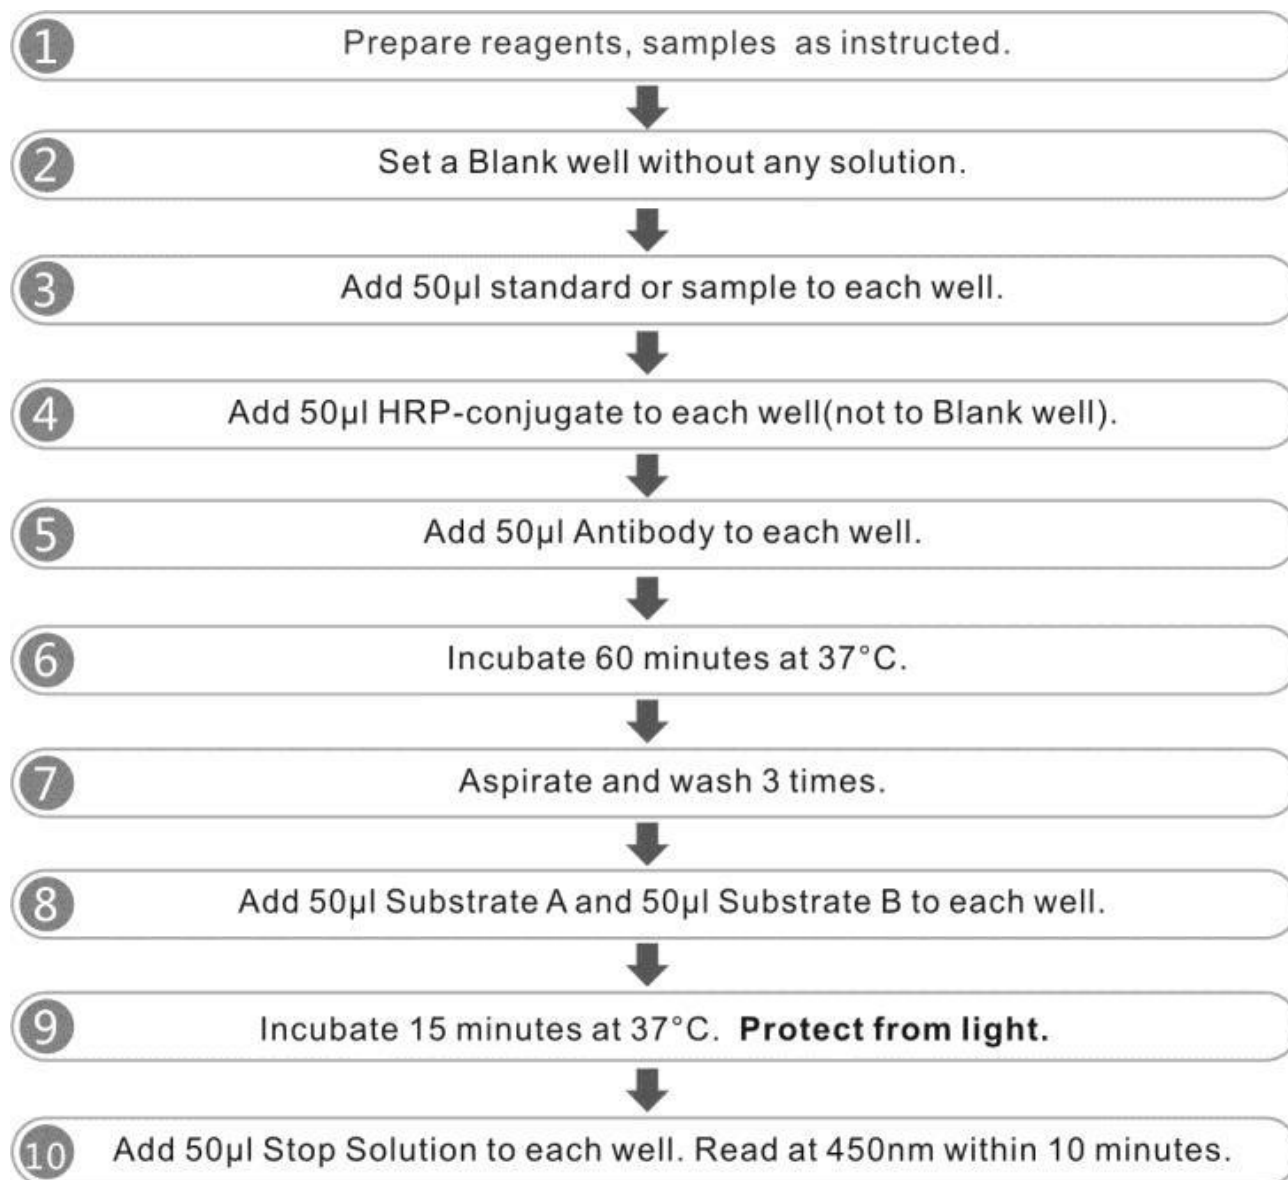 1 Prepare reagents, samples as instructed.
2 Set a Blank well without any solution.
3 Add 50µl standard or sample to each well.
4 Add 50µl HRP-conjugate to each well(not to Blank well).
5 Add 50µl Antibody to each well.
6 Incubate 60 minutes at 37°C.
7 Aspirate and wash 3 times.
8 Add 50µl Substrate A and 50µl Substrate B to each well.
9 Incubate 15 minutes at 37°C. Protect from light.
10 Add 50µl Stop Solution to each well. Read at 450nm within 10 minutes.